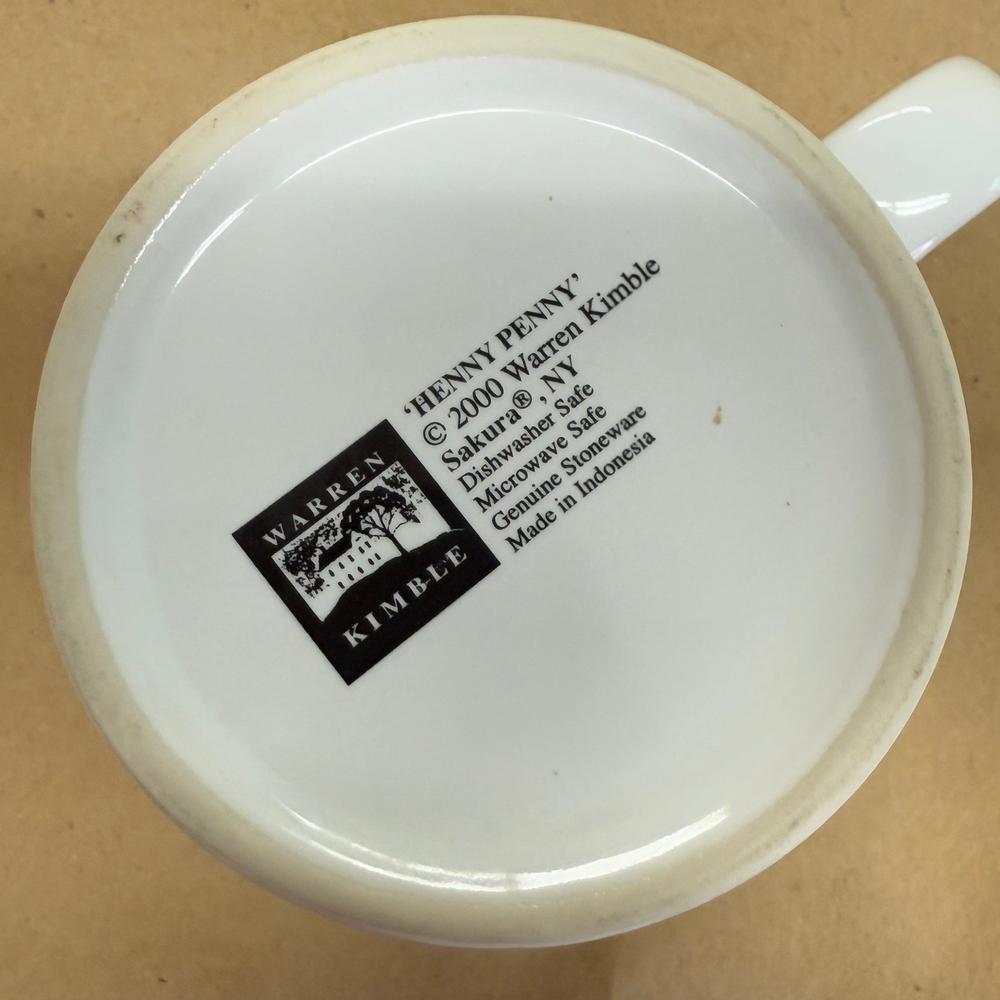 'HENNY PENNY'
© 2000 Warren Kimble
Sakura®, NY
Dishwasher Safe
Microwave Safe
Genuine Stoneware
Made in Indonesia
WARREN
KIMBLE